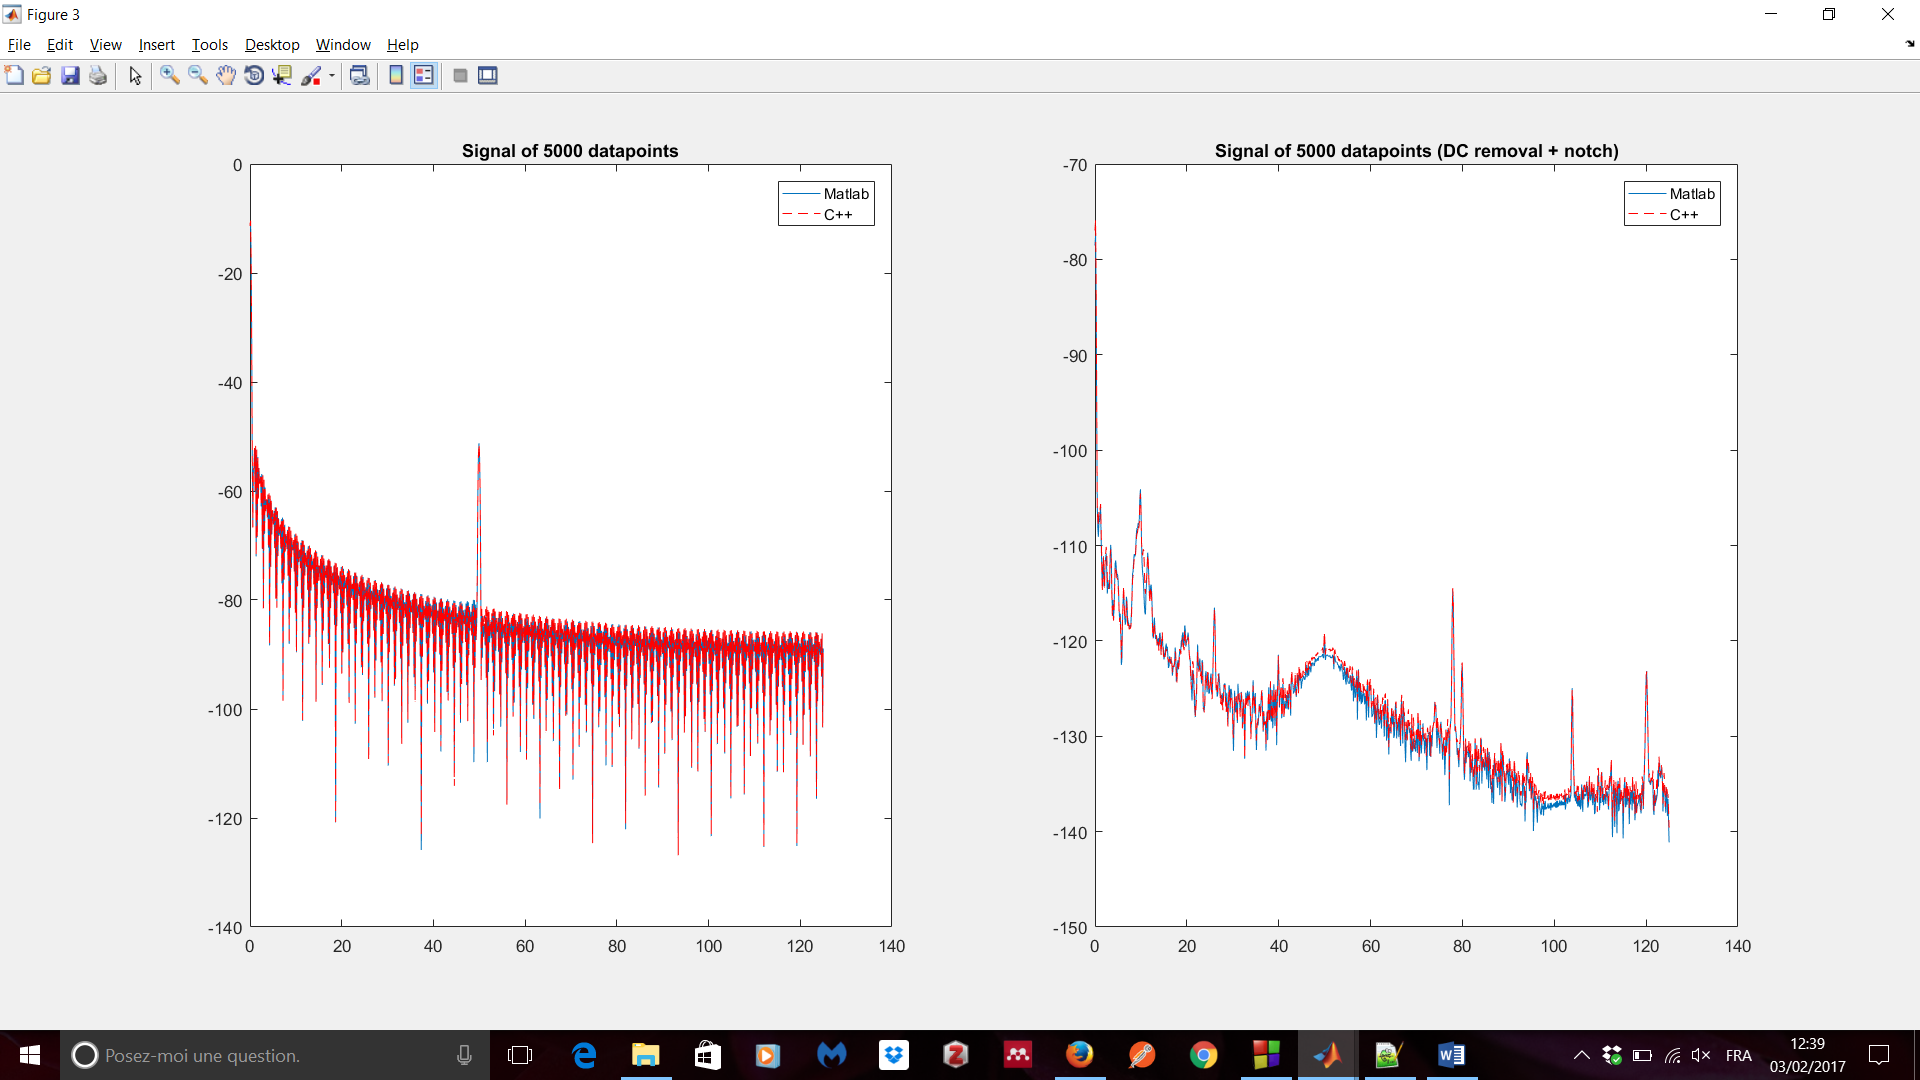 Figure 3
File Edit View Insert Tools Desktop Window Help
Signal of 5000 datapoints
Matlab
C++
0
-20
-40
-60
-80
-100
-120
-140
0 20 40 60 80 100 120 140
Signal of 5000 datapoints (DC removal + notch)
Matlab
C++
-70
-80
-90
-100
-110
-120
-130
-140
-150
0 20 40 60 80 100 120 140
Posez-moi une question.
FRA
12:39
03/02/2017